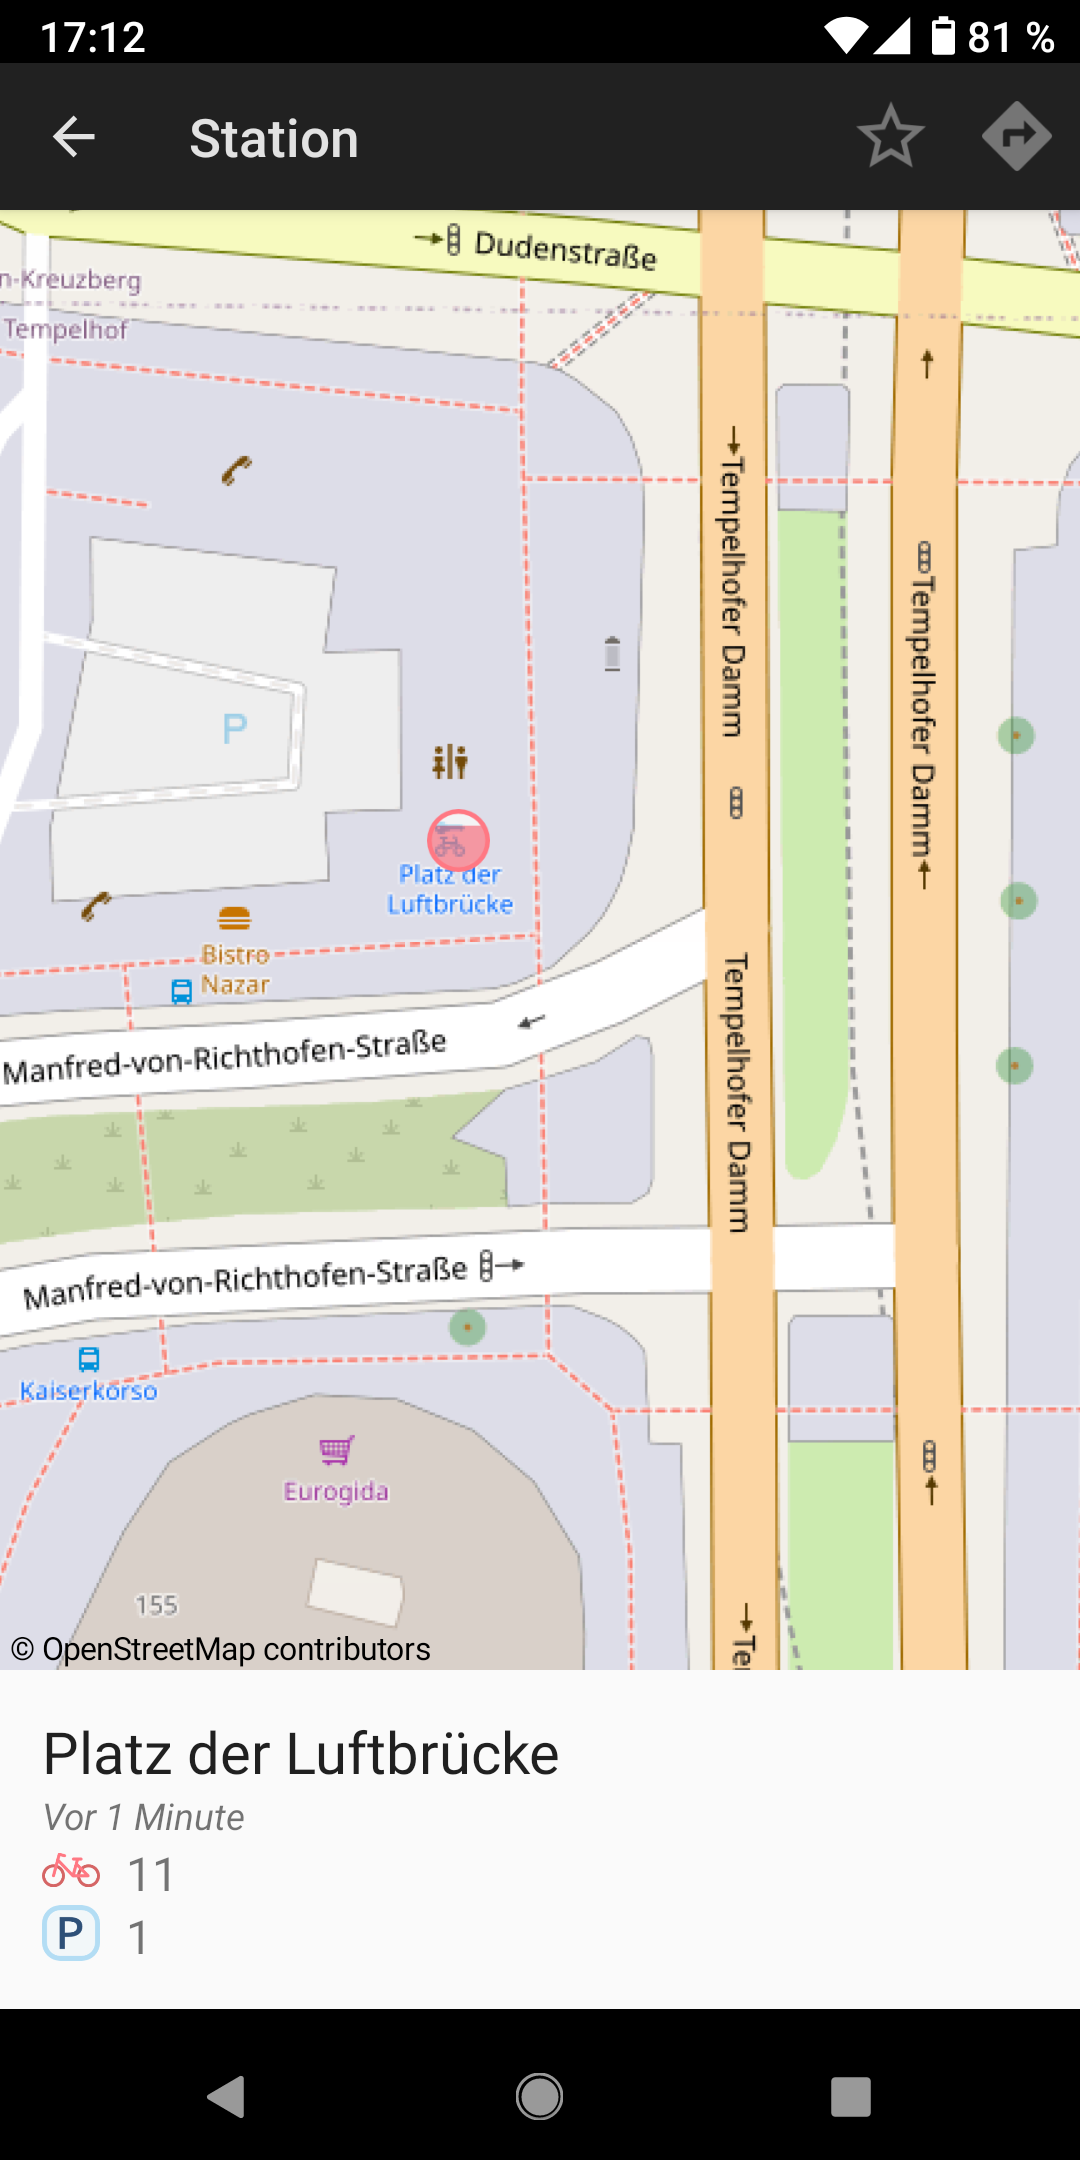 17:12
81 %
Station
Dudenstraße
n-Kreuzberg
Tempelhof
Tempelhofer Damm
Tempelhofer Damm
P
Platz der
Luftbrücke
Bistro
Nazar
Tempelhofer Damm
Manfred-von-Richthofen-Straße
Manfred-von-Richthofen-Straße
Kaiserkorso
Eurogida
155
Ter
© OpenStreetMap contributors
Platz der Luftbrücke
Vor 1 Minute
11
P 1